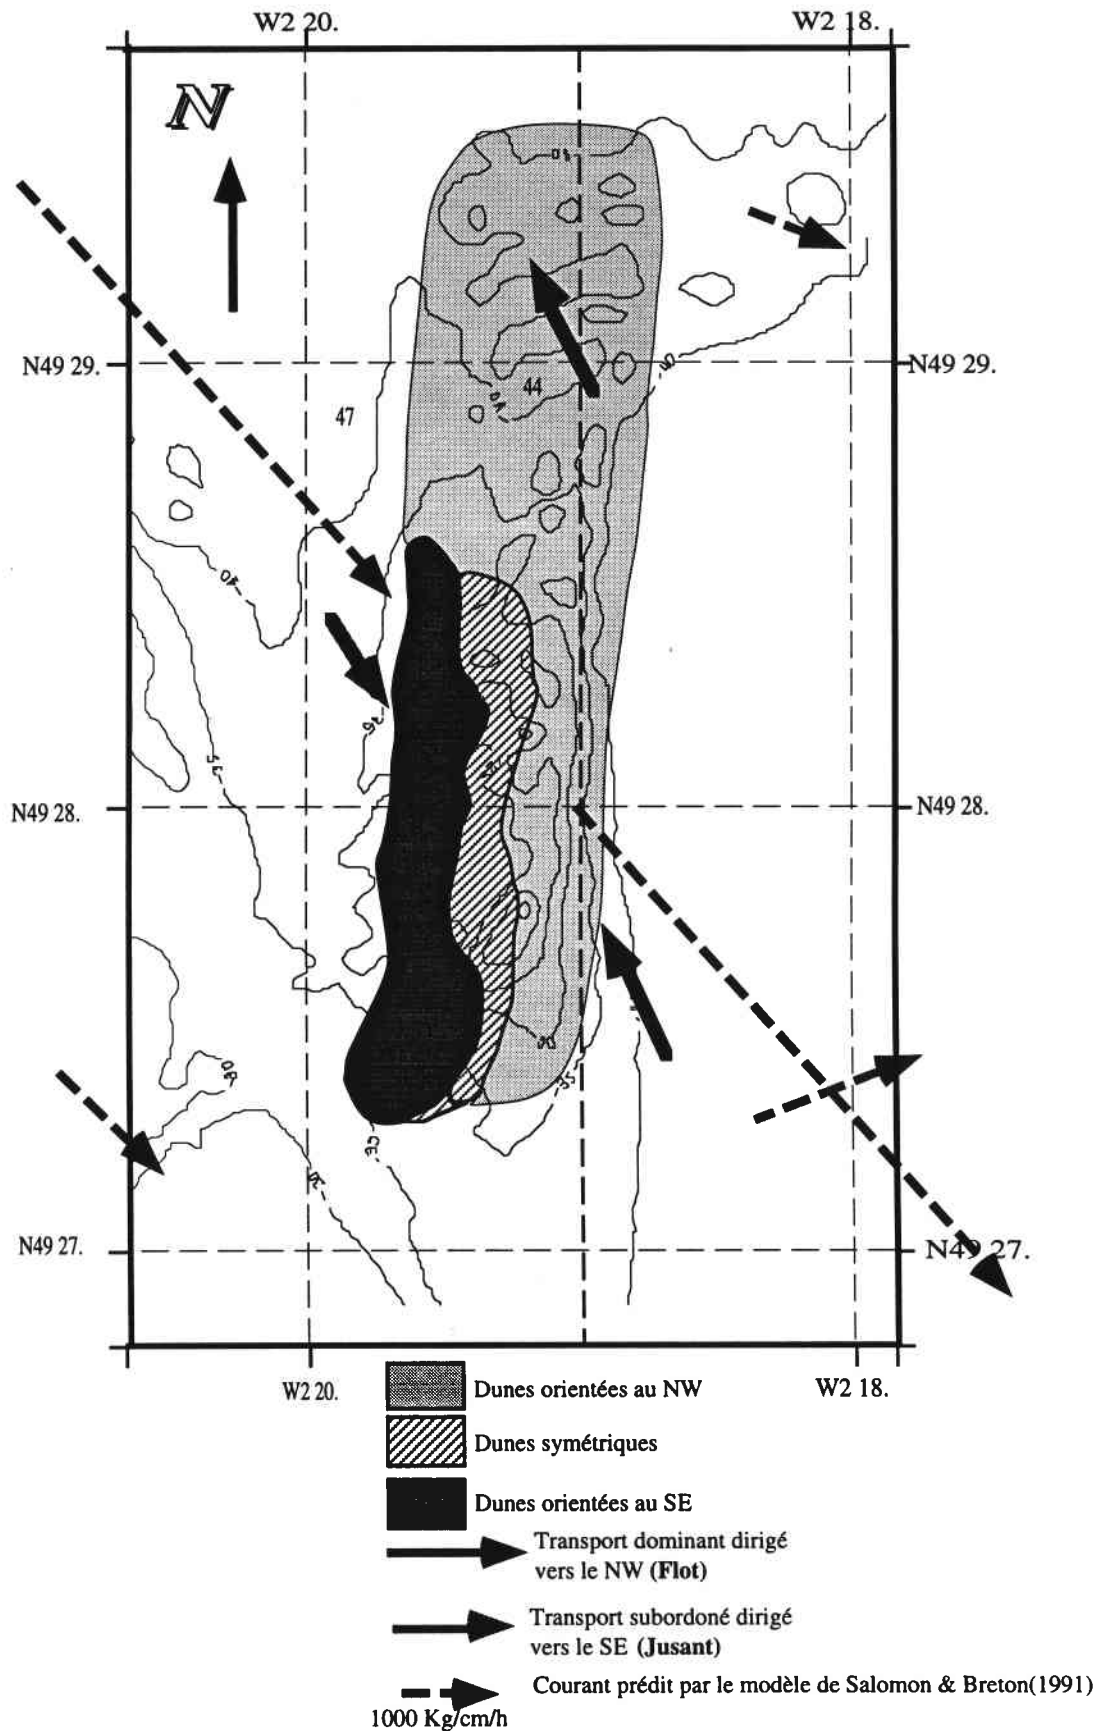 W2 20.
W2 18.
N
N49 29.
N49 29.
40
44
47
40
35
N49 28.
N49 28.
N49 27.
N49 27.
W2 20.
W2 18.
Dunes orientées au NW
Dunes symétriques
Dunes orientées au SE
Transport dominant dirigé
vers le NW (Flot)
Transport subordoné dirigé
vers le SE (Jusant)
Courant prédit par le modèle de Salomon & Breton(1991)
1000 Kg/cm/h